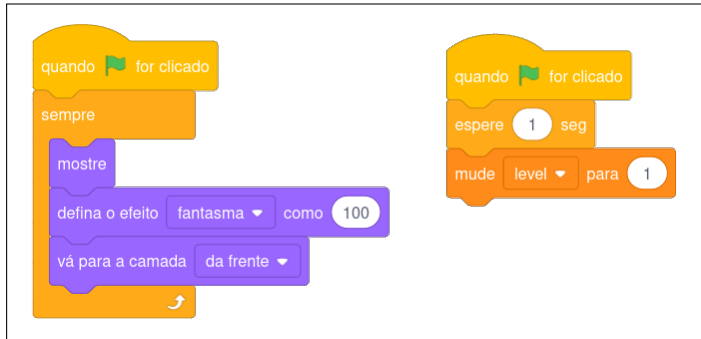 quando for clicado
sempre
mostre
defina o efeito fantasma como 100
vá para a camada da frente
quando for clicado
espere 1 seg
mude level para 1